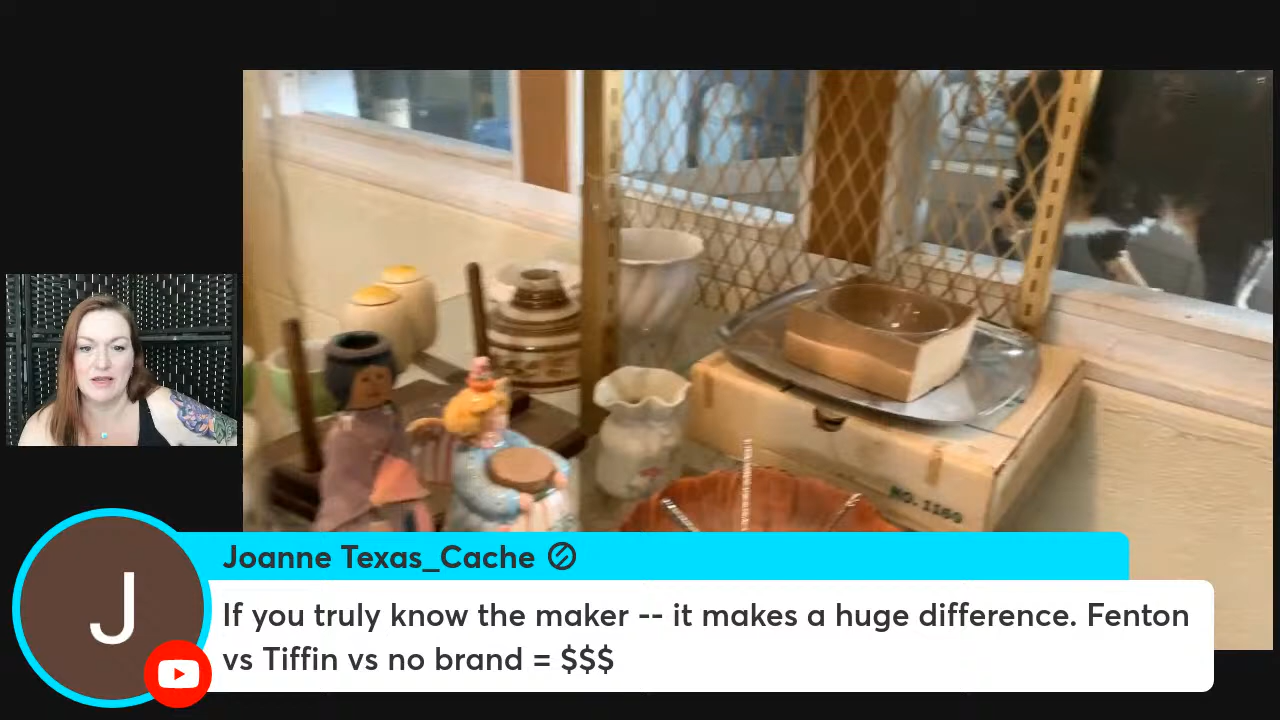 NO. 1160
J
Joanne Texas_Cache
If you truly know the maker -- it makes a huge difference. Fenton
vs Tiffin vs no brand = $$$